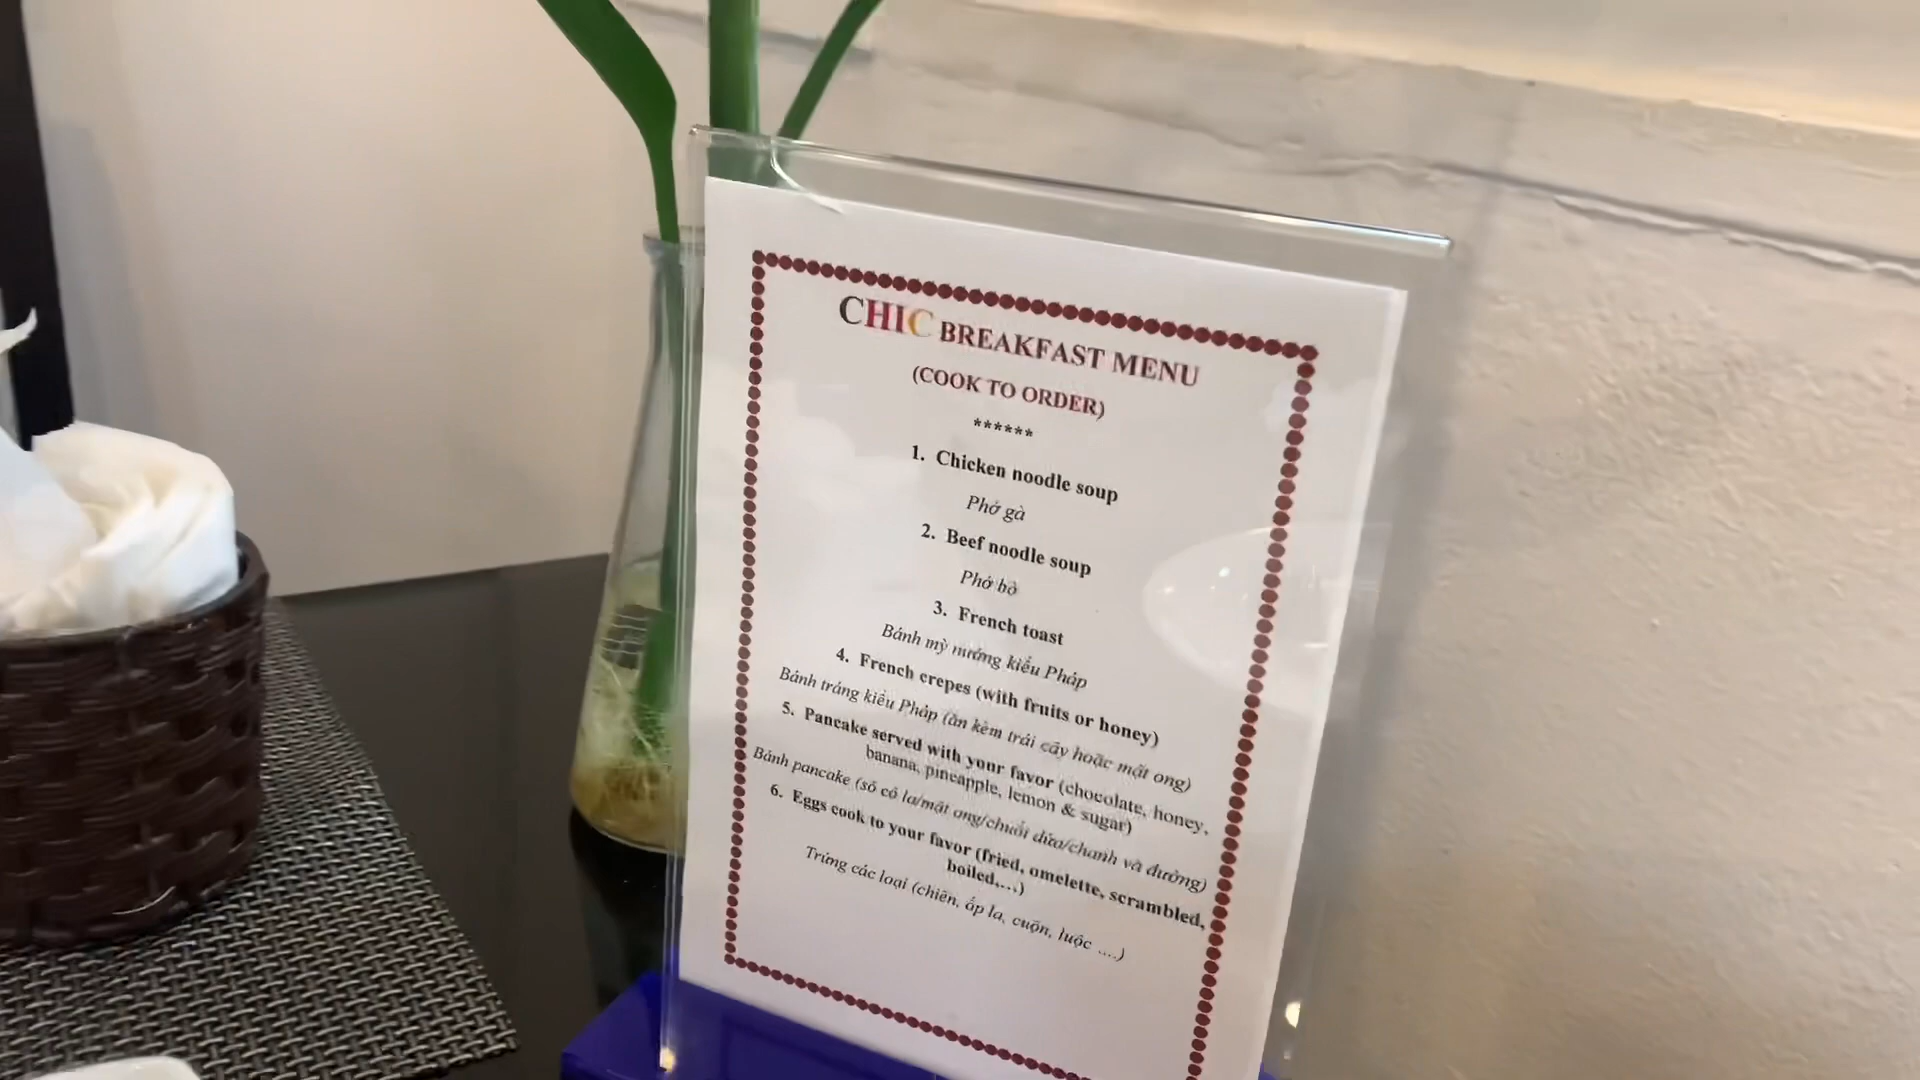 CHIC BREAKFAST MENU
(COOK TO ORDER)
******
1. Chicken noodle soup
Phở gà
2. Beef noodle soup
Phở bò
3. French toast
Bánh mỳ nướng kiểu Pháp
4. French crepes (with fruits or honey)
Bánh tráng kiểu Pháp (ăn kèm trái cây hoặc mật ong)
5. Pancake served with your favor (chocolate, honey,
banana, pineapple, lemon & sugar)
Bánh pancake (sô cô la/mật ong/chuối dứa/chanh và đường)
6. Eggs cook to your favor (fried, omelette, scrambled,
boiled,...)
Trứng các loại (chiên, ốp la, cuộn, luộc ....)